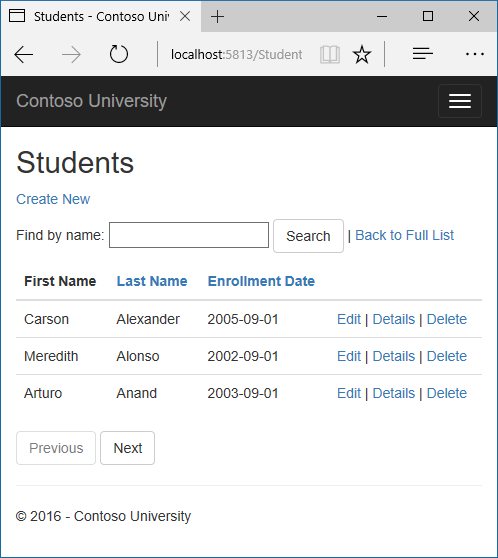 Students - Contoso Univer
localhost:5813/Student
Contoso University
Students
Create New
Find by name: Search | Back to Full List
First Name Last Name Enrollment Date
Carson Alexander 2005-09-01 Edit | Details | Delete
Meredith Alonso 2002-09-01 Edit | Details | Delete
Arturo Anand 2003-09-01 Edit | Details | Delete
Previous Next
© 2016 - Contoso University